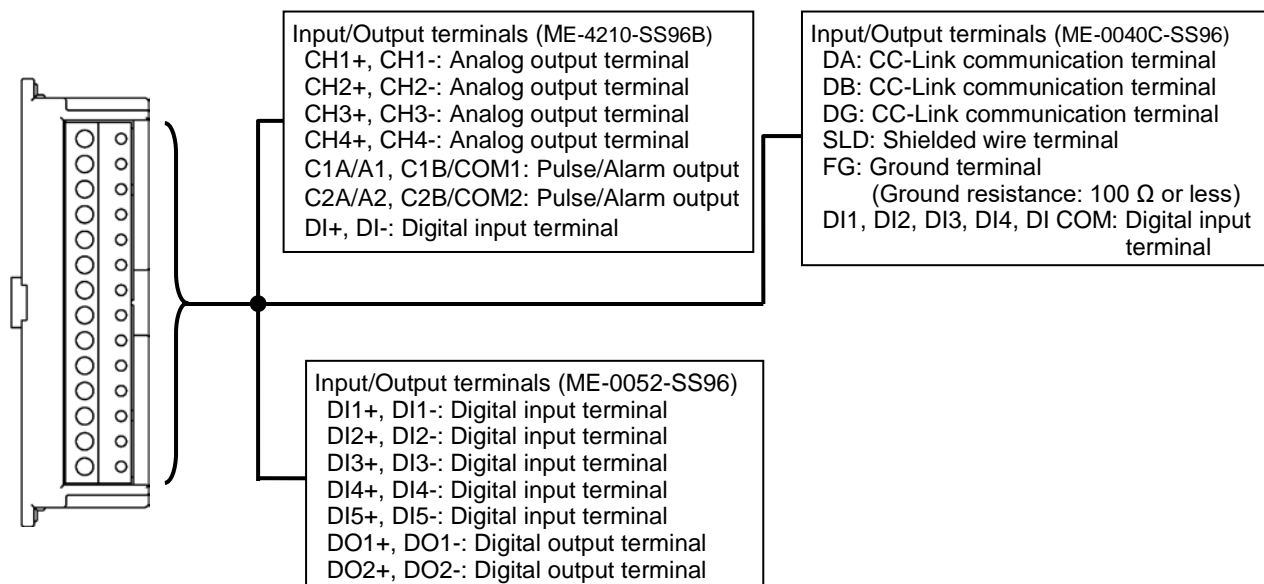 Input/Output terminals (ME-4210-SS96B)
CH1+, CH1-: Analog output terminal
CH2+, CH2-: Analog output terminal
CH3+, CH3-: Analog output terminal
CH4+, CH4-: Analog output terminal
C1A/A1, C1B/COM1: Pulse/Alarm output
C2A/A2, C2B/COM2: Pulse/Alarm output
DI+, DI-: Digital input terminal
Input/Output terminals (ME-0040C-SS96)
DA: CC-Link communication terminal
DB: CC-Link communication terminal
DG: CC-Link communication terminal
SLD: Shielded wire terminal
FG: Ground terminal
(Ground resistance: 100 Ω or less)
DI1, DI2, DI3, DI4, DI COM: Digital input
terminal
Input/Output terminals (ME-0052-SS96)
DI1+, DI1-: Digital input terminal
DI2+, DI2-: Digital input terminal
DI3+, DI3-: Digital input terminal
DI4+, DI4-: Digital input terminal
DI5+, DI5-: Digital input terminal
DO1+, DO1-: Digital output terminal
DO2+, DO2-: Digital output terminal